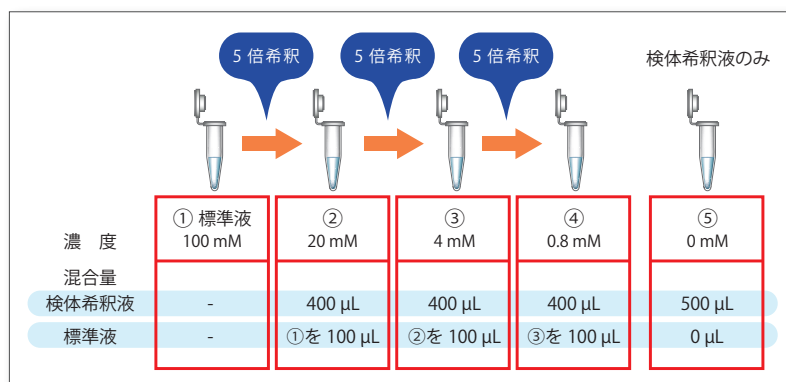 5 倍希釈 5 倍希釈 5 倍希釈 検体希釈液のみ
① 標準液 ② ③ ④ ⑤
濃　度 100 mM 20 mM 4 mM 0.8 mM 0 mM
混合量
検体希釈液 - 400 µL 400 µL 400 µL 500 µL
標準液 - ①を 100 µL ②を 100 µL ③を 100 µL 0 µL